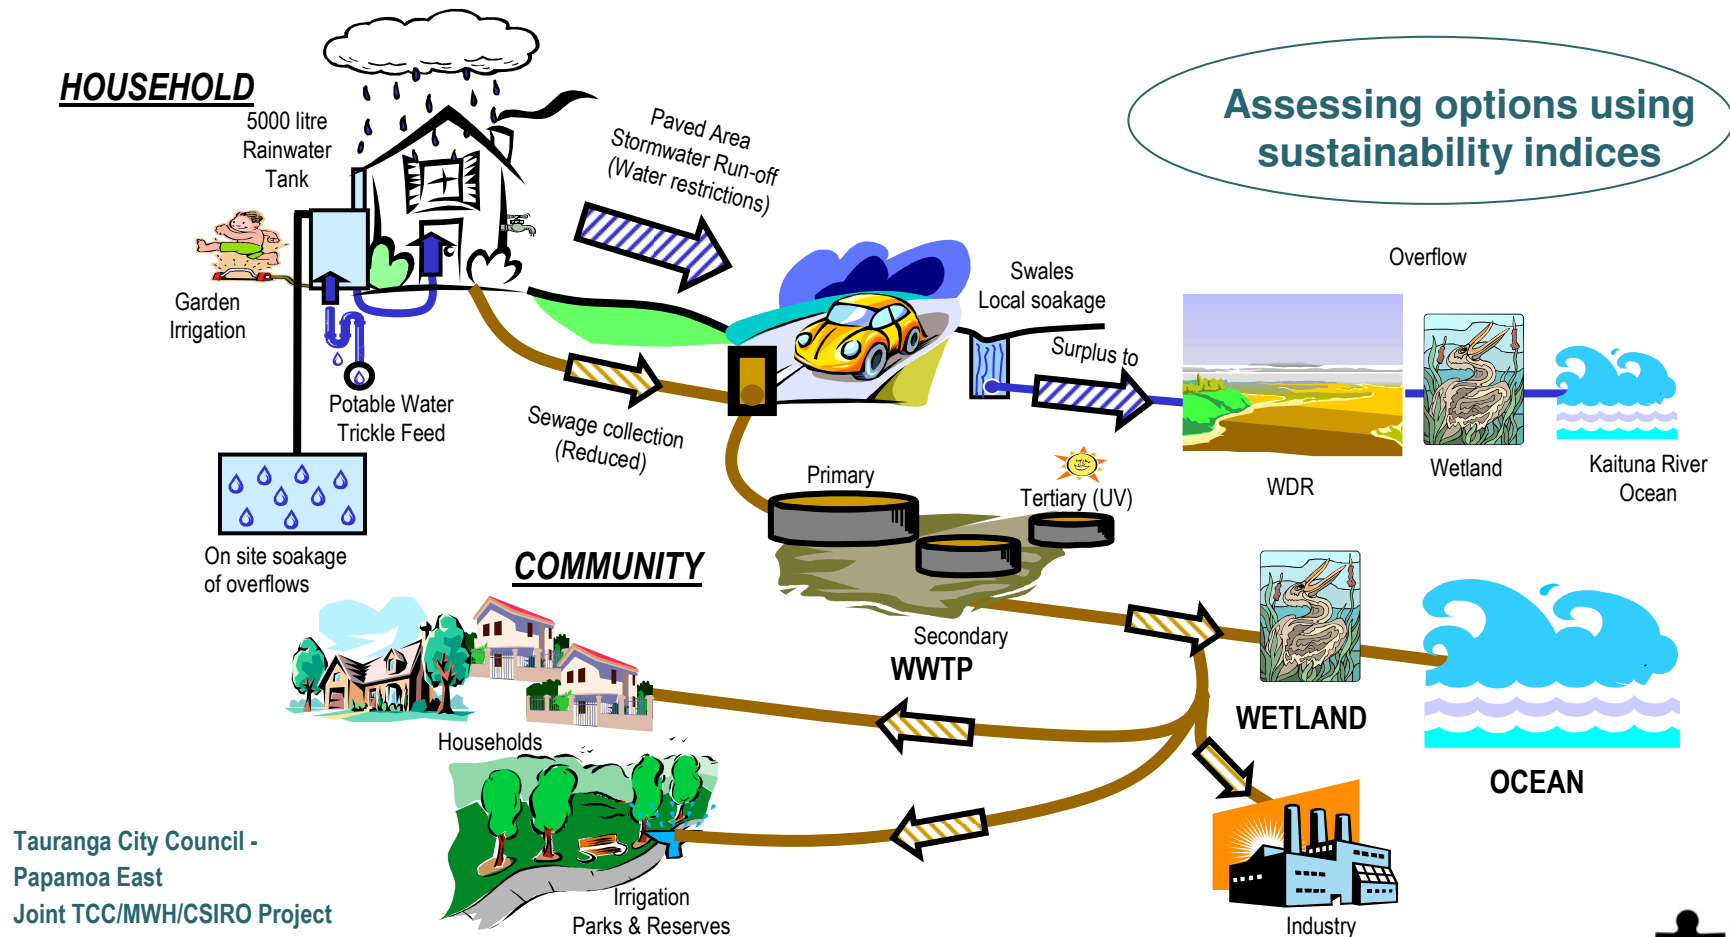 Assessing options using
sustainability indices
HOUSEHOLD
5000 litre
Rainwater
Tank
Paved Area
Stormwater Run-off
(Water restrictions)
Garden
Irrigation
Potable Water
Trickle Feed
On site soakage
of overflows
Sewage collection
(Reduced)
Swales
Local soakage
Surplus to
Overflow
WDR
Wetland
Kaituna River
Ocean
Primary
Tertiary (UV)
Secondary
WWTP
COMMUNITY
Households
Irrigation
Parks & Reserves
WETLAND
OCEAN
Industry
Tauranga City Council -
Papamoa East
Joint TCC/MWH/CSIRO Project